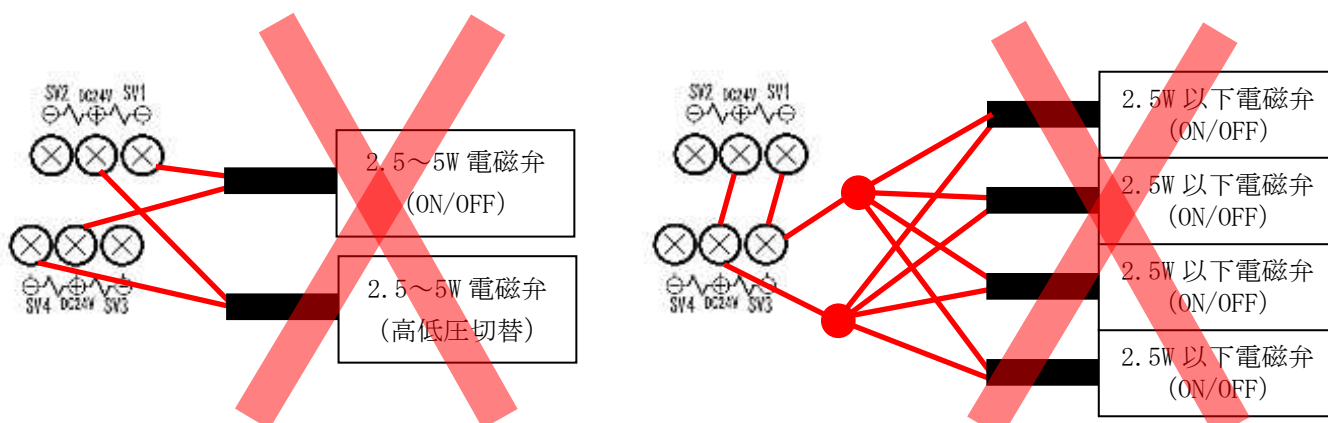 SV2 DC24V SV1
⊖⊕⊖
2.5～5W 電磁弁
(ON/OFF)
⊖⊕⊖
SV4 DC24V SV3
2.5～5W 電磁弁
(高低圧切替)
SV2 DC24V SV1
⊖⊕⊖
2.5W 以下電磁弁
(ON/OFF)
2.5W 以下電磁弁
(ON/OFF)
⊖⊕⊖
SV4 DC24V SV3
2.5W 以下電磁弁
(ON/OFF)
2.5W 以下電磁弁
(ON/OFF)